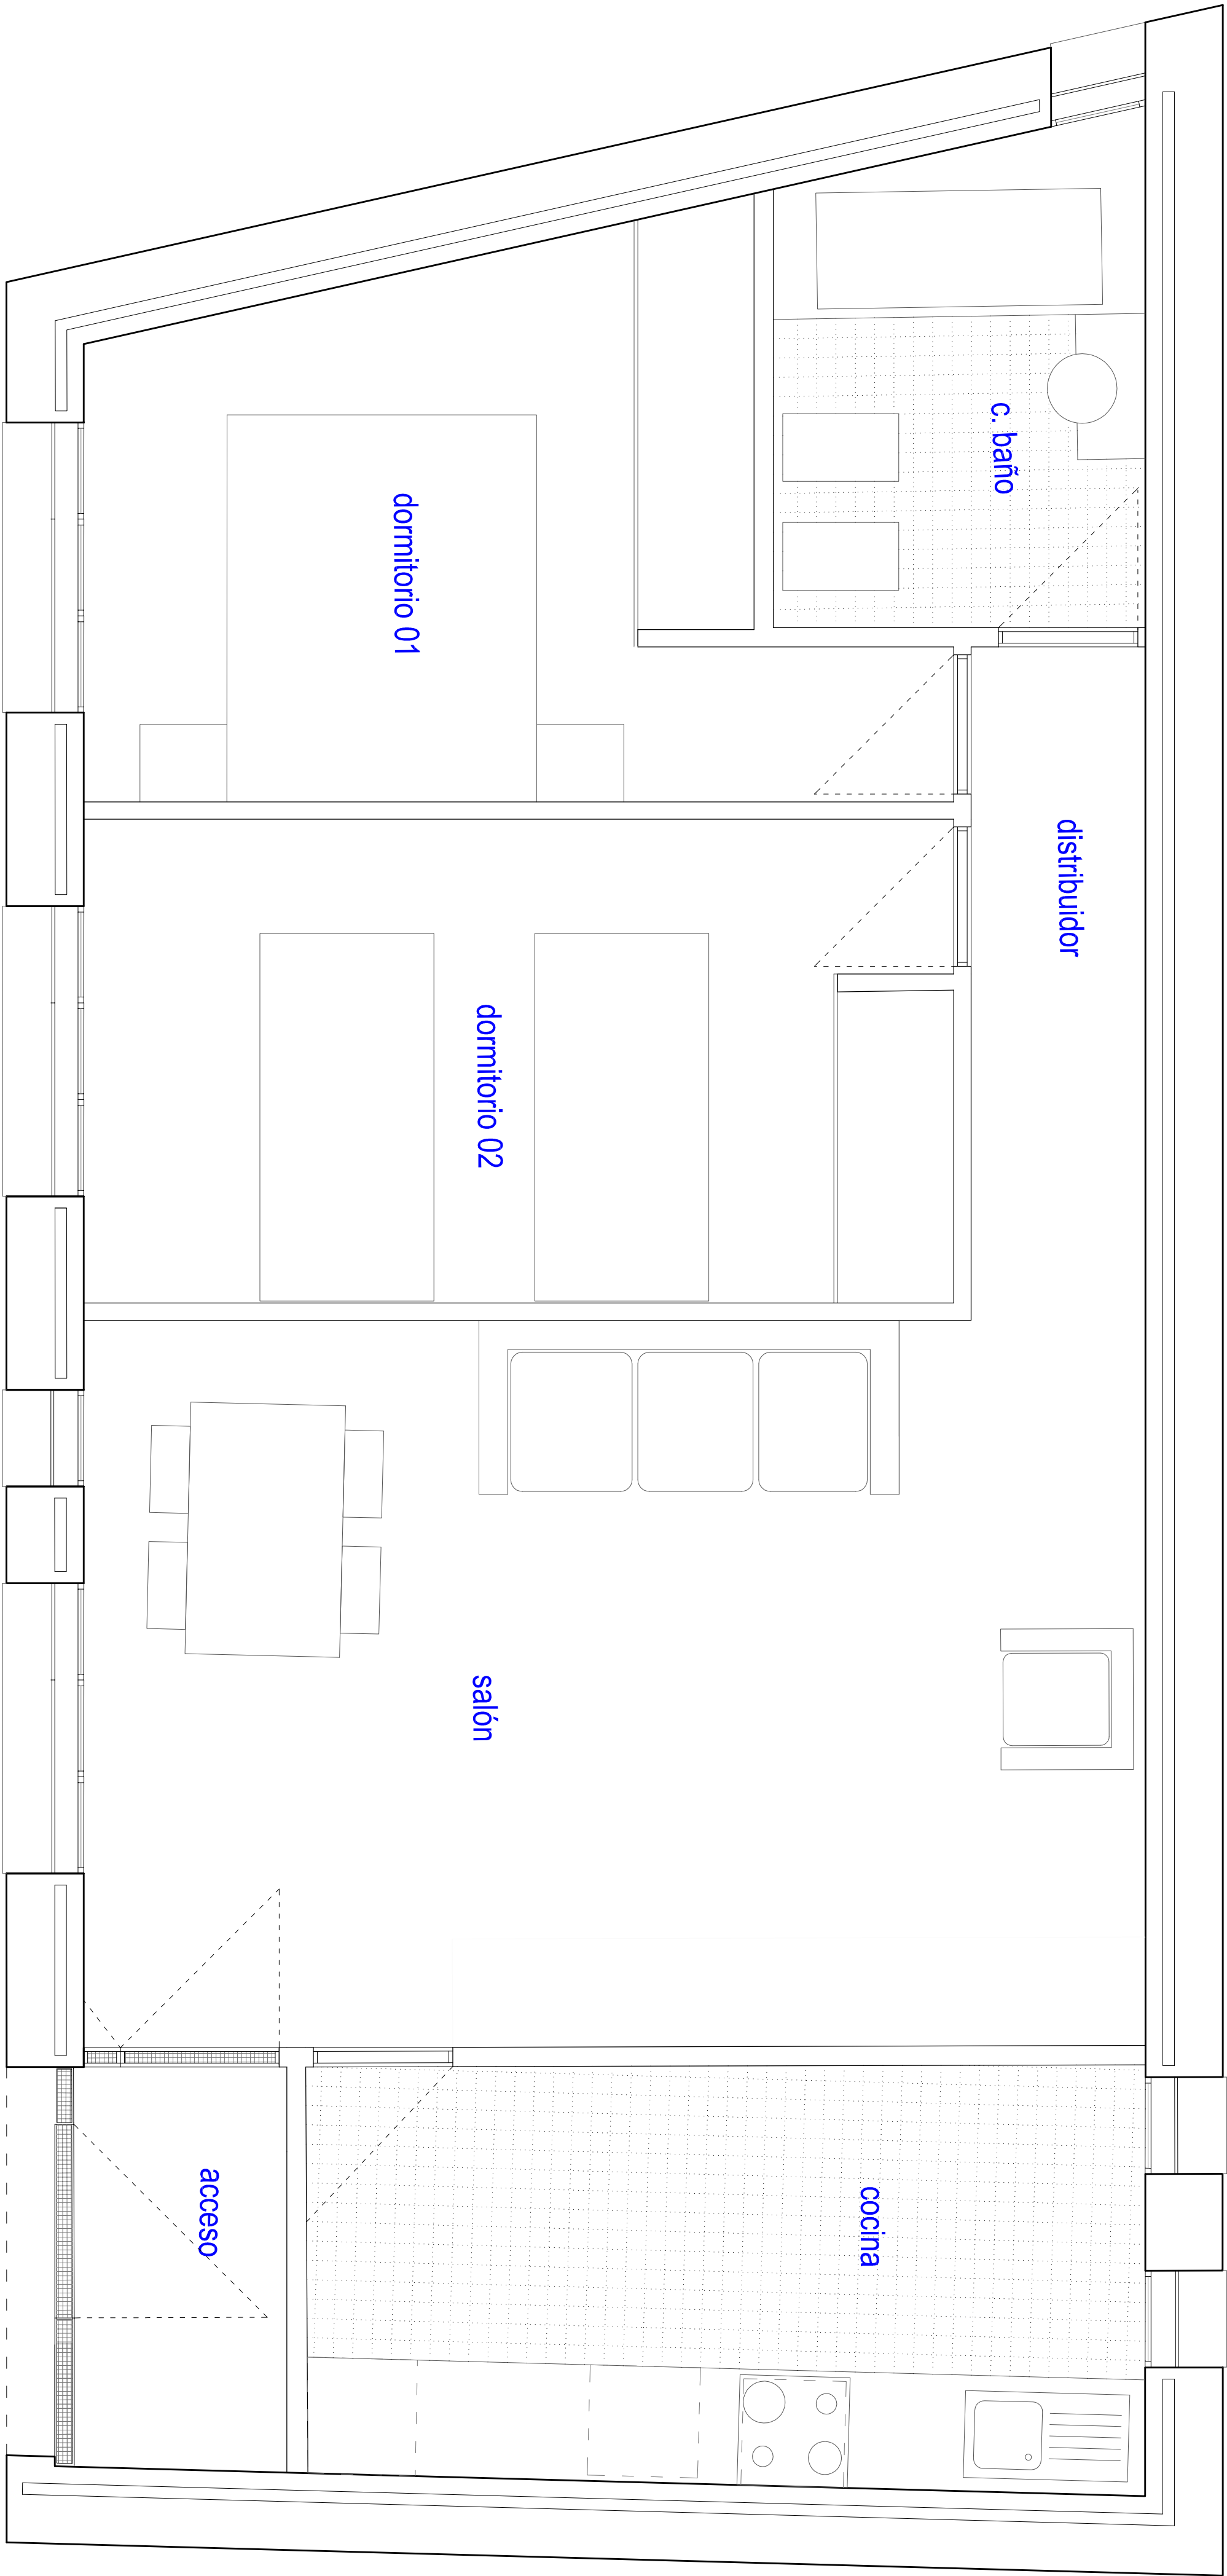 c. baño
dormitorio 01
distribuidor
dormitorio 02
salón
acceso
cocina